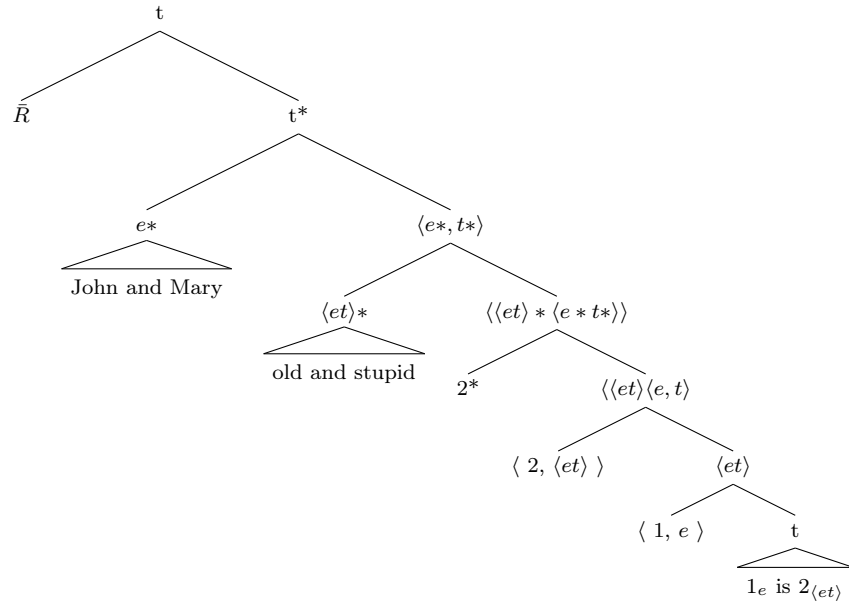 t
R̄ t*
e* ⟨e*, t*⟩
John and Mary
⟨et⟩* ⟨⟨et⟩ * ⟨e * t*⟩⟩
old and stupid
2* ⟨⟨et⟩⟨e, t⟩
⟨ 2, ⟨et⟩ ⟩ ⟨et⟩
⟨ 1, e ⟩ t
1ₑ is 2⟨et⟩